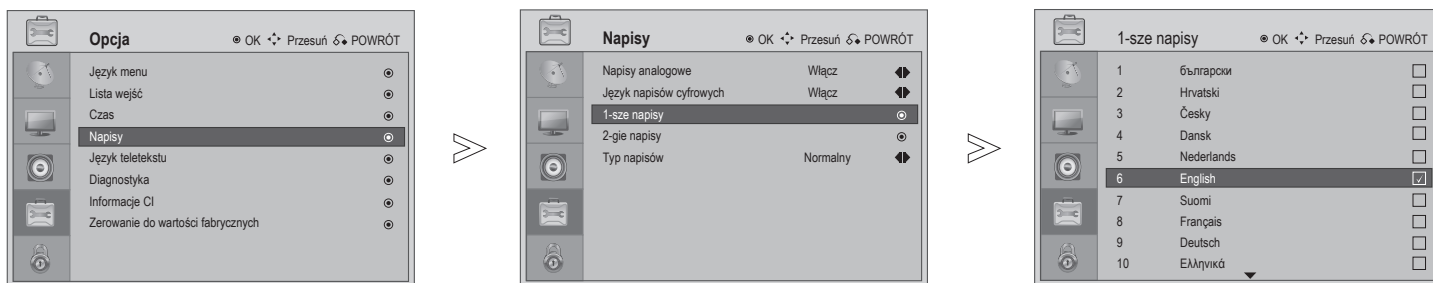 Opcja OK Przesuń POWRÓT
Język menu
Lista wejść
Czas
Napisy
Język teletekstu
Diagnostyka
Informacje CI
Zerowanie do wartości fabrycznych
Napisy OK Przesuń POWRÓT
Napisy analogowe Włącz
Język napisów cyfrowych Włącz
1-sze napisy
2-gie napisy
Typ napisów Normalny
1-sze napisy OK Przesuń POWRÓT
1 български
2 Hrvatski
3 Česky
4 Dansk
5 Nederlands
6 English
7 Suomi
8 Français
9 Deutsch
10 Ελληνικά